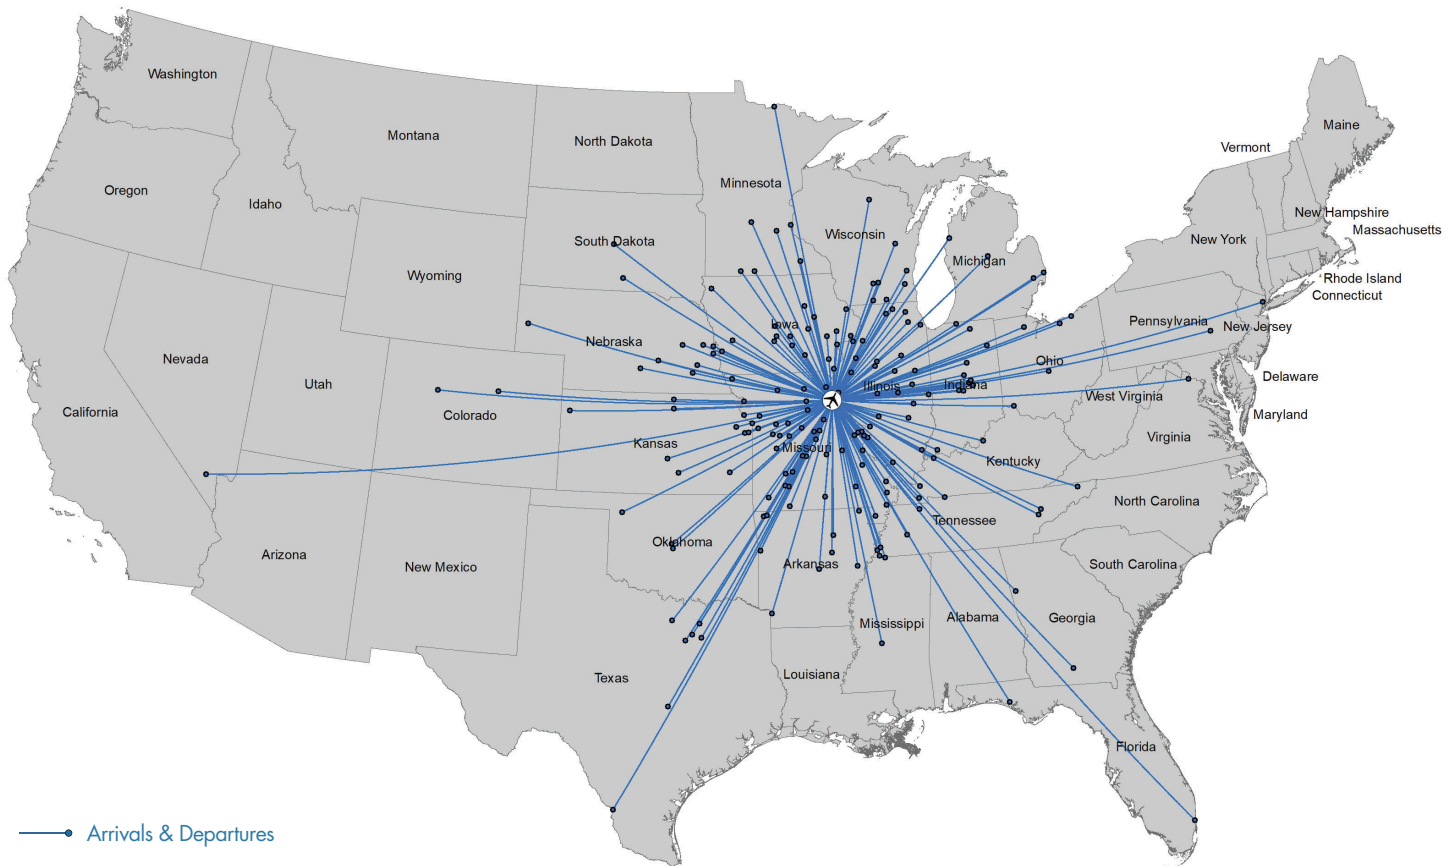 Washington
Montana
North Dakota
Minnesota
Maine
Vermont
Oregon
Idaho
New Hampshire
Massachusetts
South Dakota
Wisconsin
New York
Michigan
Wyoming
Rhode Island
Connecticut
Iowa
Pennsylvania
New Jersey
Nebraska
Nevada
Ohio
Utah
Illinois
Indiana
Delaware
California
Colorado
West Virginia
Maryland
Kansas
Missouri
Virginia
Kentucky
North Carolina
Tennessee
Oklahoma
Arizona
New Mexico
Arkansas
South Carolina
Mississippi
Alabama
Georgia
Texas
Louisiana
Florida
Arrivals & Departures